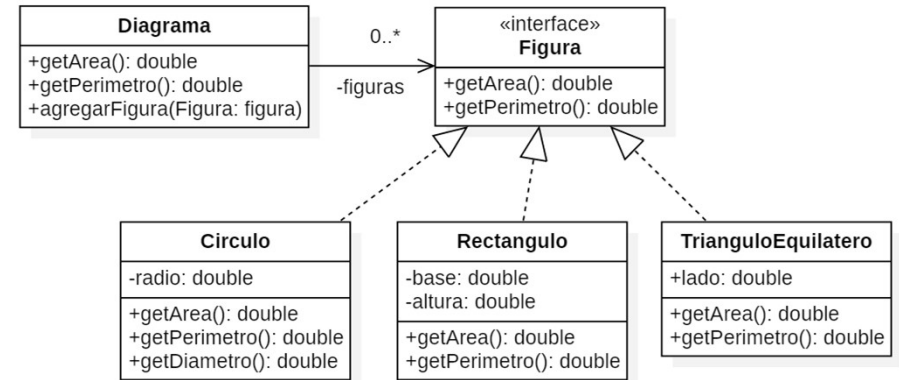 Diagrama
+getArea(): double
+getPerimetro(): double
+agregarFigura(Figura: figura)
0..*
-figuras
«interface»
Figura
+getArea(): double
+getPerimetro(): double
Circulo
-radio: double
+getArea(): double
+getPerimetro(): double
+getDiametro(): double
Rectangulo
-base: double
-altura: double
+getArea(): double
+getPerimetro(): double
TrianguloEquilatero
+lado: double
+getArea(): double
+getPerimetro(): double